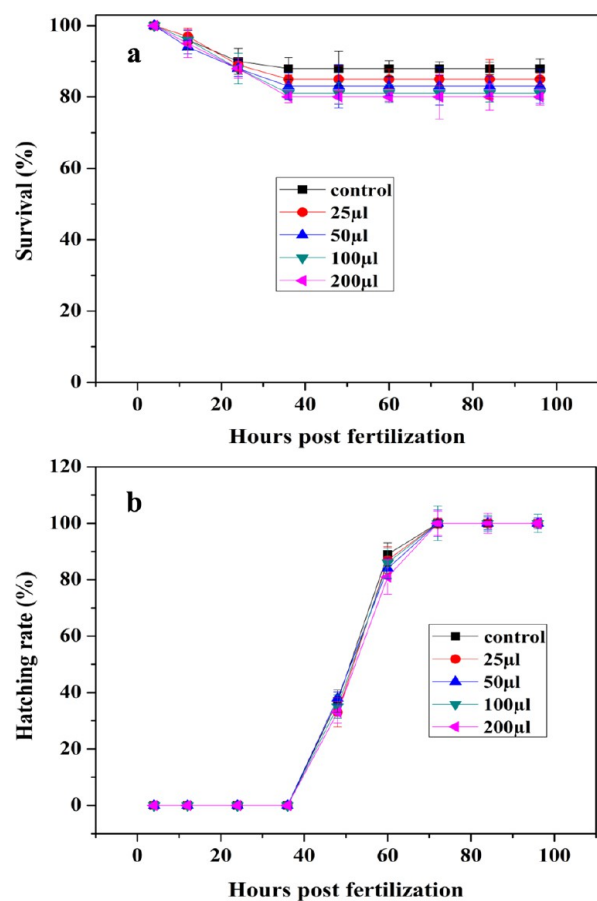 100
80
60
40
20
0
Survival (%)
a
control
25µl
50µl
100µl
200µl
0 20 40 60 80 100
Hours post fertilization
120
100
80
60
40
20
0
Hatching rate (%)
b
control
25µl
50µl
100µl
200µl
0 20 40 60 80 100
Hours post fertilization